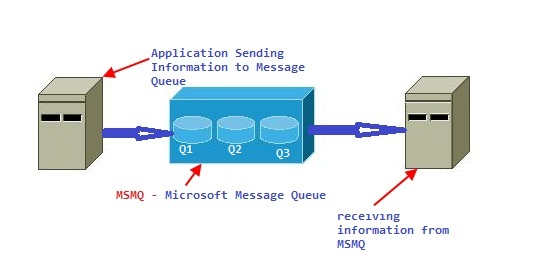 Application Sending
Information to Message
Queue
Q1
Q2
Q3
MSMQ - Microsoft Message Queue
receiving
information from
MSMQ